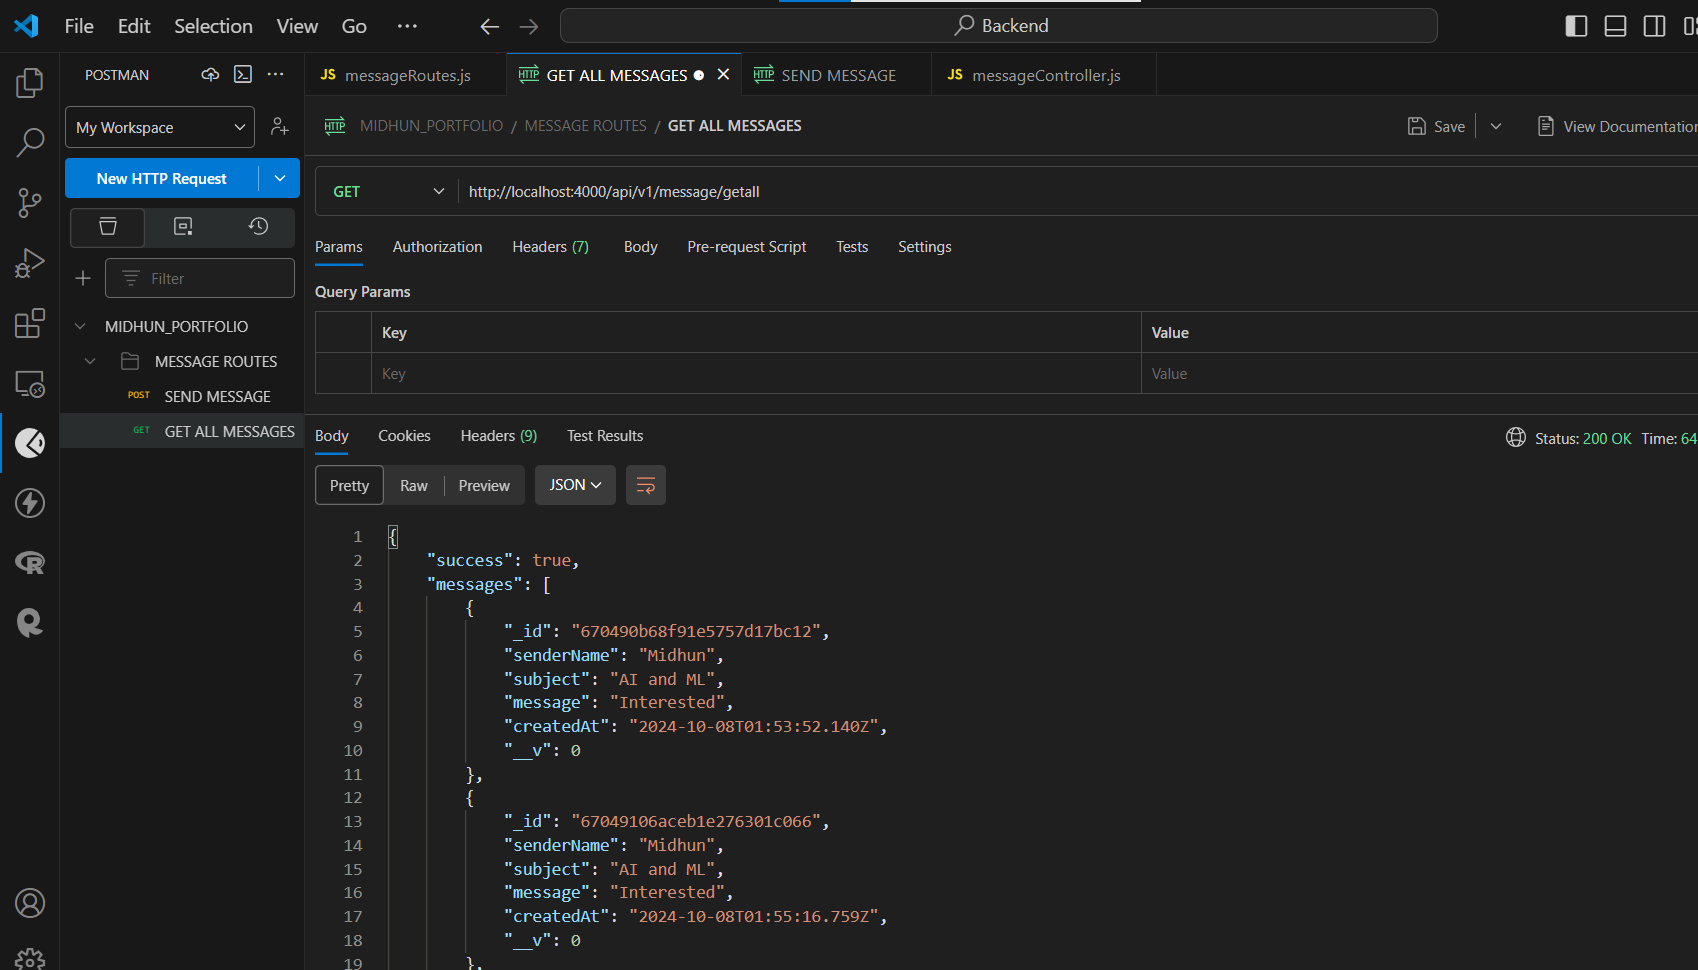 File Edit Selection View Go ··· Backend
POSTMAN
JS messageRoutes.js HTTP GET ALL MESSAGES HTTP SEND MESSAGE JS messageController.js
My Workspace
HTTP MIDHUN_PORTFOLIO / MESSAGE ROUTES / GET ALL MESSAGES Save View Documentation
New HTTP Request
GET http://localhost:4000/api/v1/message/getall
Params Authorization Headers (7) Body Pre-request Script Tests Settings
Filter
Query Params
MIDHUN_PORTFOLIO
MESSAGE ROUTES
POST SEND MESSAGE
GET GET ALL MESSAGES
Key Value
Key Value
Body Cookies Headers (9) Test Results Status: 200 OK Time: 64
Pretty Raw Preview JSON
1 {
2 "success": true,
3 "messages": [
4 {
5 "_id": "670490b68f91e5757d17bc12",
6 "senderName": "Midhun",
7 "subject": "AI and ML",
8 "message": "Interested",
9 "createdAt": "2024-10-08T01:53:52.140Z",
10 "__v": 0
11 },
12 {
13 "_id": "67049106aceb1e276301c066",
14 "senderName": "Midhun",
15 "subject": "AI and ML",
16 "message": "Interested",
17 "createdAt": "2024-10-08T01:55:16.759Z",
18 "__v": 0
19 },